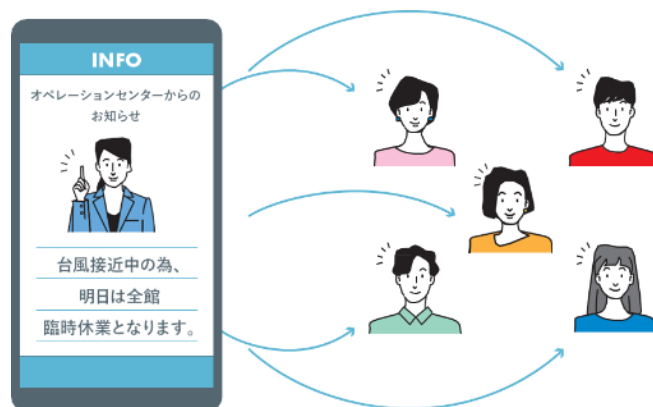 INFO
オペレーションセンターからの
お知らせ
台風接近中の為、
明日は全館
臨時休業となります。